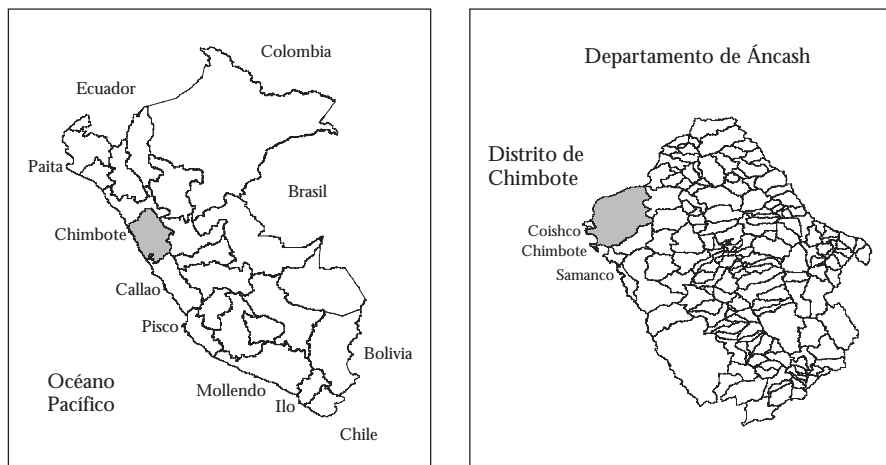 Colombia
Ecuador
Paita
Brasil
Chimbote
Callao
Pisco
Bolivia
Océano
Pacífico
Mollendo
Ilo
Chile
Departamento de Áncash
Distrito de
Chimbote
Coishco
Chimbote
Samanco